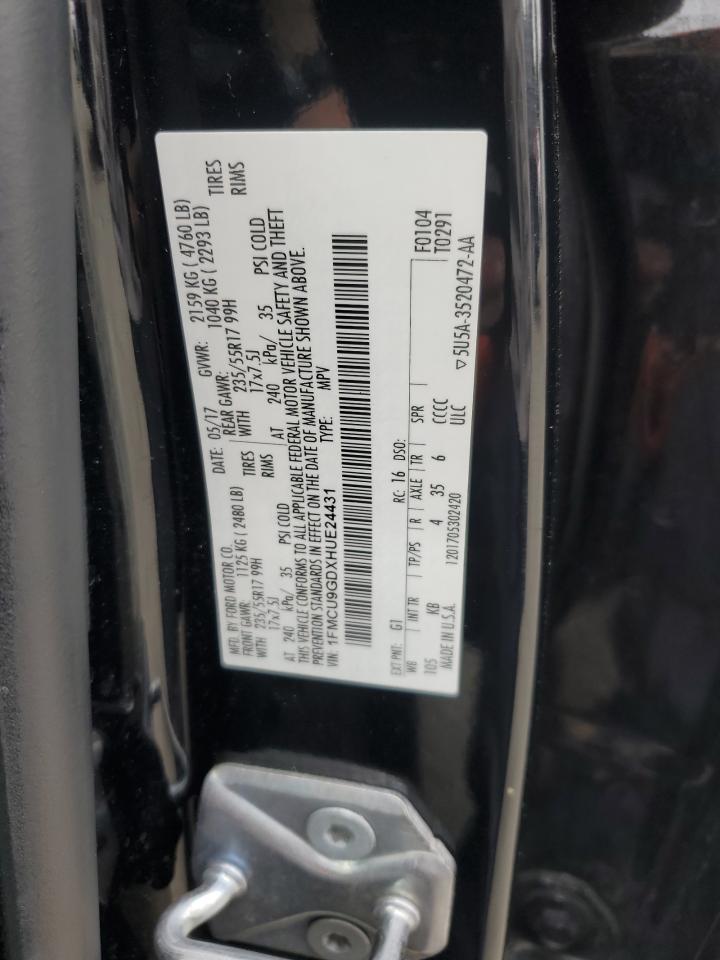 MFD. BY FORD MOTOR CO.
DATE: 05/17 GVWR: 2159 KG ( 4760 LB)
FRONT GAWR: 1125 KG ( 2480 LB) REAR GAWR: 1040 KG ( 2293 LB)
WITH 235/55R17 99H TIRES WITH 235/55R17 99H TIRES
17x7.5J RIMS 17x7.5J RIMS
AT 240 kPa/ 35 PSI COLD AT 240 kPa/ 35 PSI COLD
THIS VEHICLE CONFORMS TO ALL APPLICABLE FEDERAL MOTOR VEHICLE SAFETY AND THEFT
PREVENTION STANDARDS IN EFFECT ON THE DATE OF MANUFACTURE SHOWN ABOVE.
VIN: 1FMCU9GDXHUE24431 TYPE: MPV
F0104
T0291
EXT PNT: G1 RC: 16 DSO:
WB INT TR TP/PS R AXLE TR SPR
105 KB 4 35 6 CCCC
ULC
MADE IN U.S.A. 1201705302420
▽5U5A-3520472-AA